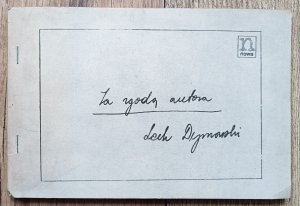 n
nowa
Za zgodą autora
Lech Dymarski